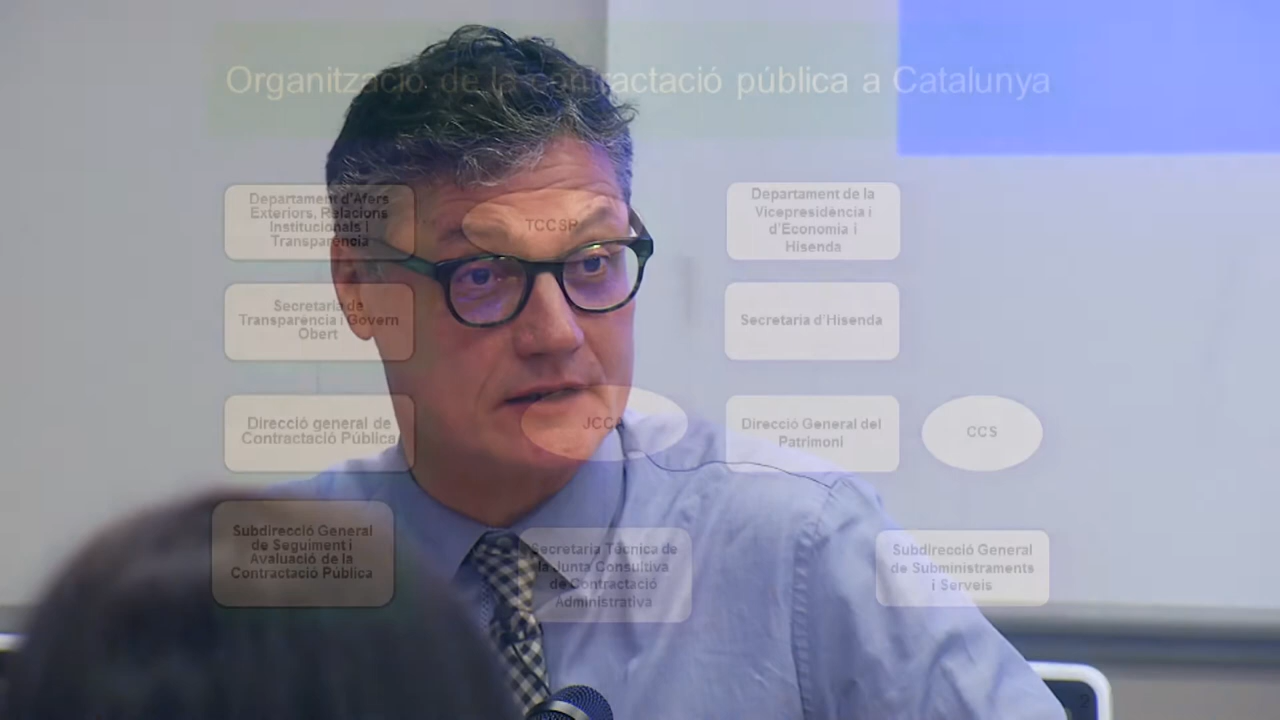 Organització de la contractació pública a Catalunya
Departament d'Afers
Exteriors, Relacions
Institucionals i
Transparència
TCCSP
Departament de la
Vicepresidència i
d'Economia i
Hisenda
Secretaria de
Transparència i Govern
Obert
Secretaria d'Hisenda
Direcció general de
Contractació Pública
JCCA
Direcció General del
Patrimoni
CCS
Subdirecció General
de Seguiment i
Avaluació de la
Contractació Pública
Secretaria Tècnica de
la Junta Consultiva
de Contractació
Administrativa
Subdirecció General
de Subministraments
i Serveis